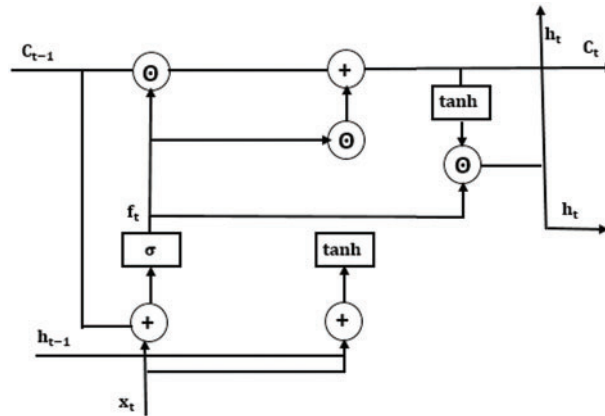 h_t
C_{t-1} C_t
ʘ +
tanh
ʘ
ʘ
f_t h_t
σ tanh
+ +
h_{t-1}
x_t